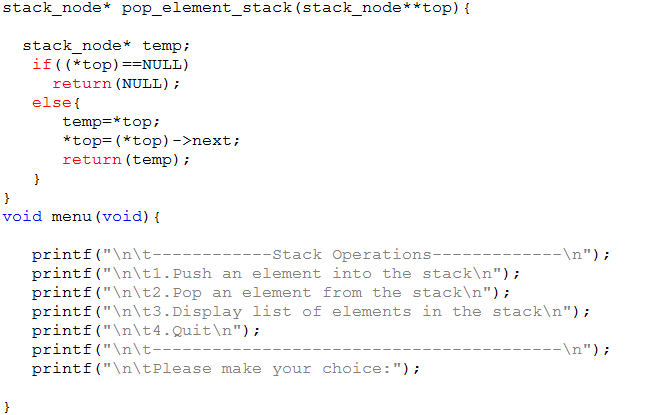 stack_node* pop_element_stack(stack_node**top){
stack_node* temp;
if((*top)==NULL)
return(NULL);
else{
temp=*top;
*top=(*top)->next;
return(temp);
}
}
void menu(void){
printf("\n\t------------Stack Operations-------------\n");
printf("\n\t1.Push an element into the stack\n");
printf("\n\t2.Pop an element from the stack\n");
printf("\n\t3.Display list of elements in the stack\n");
printf("\n\t4.Quit\n");
printf("\n\t-----------------------------------------\n");
printf("\n\tPlease make your choice:");
}